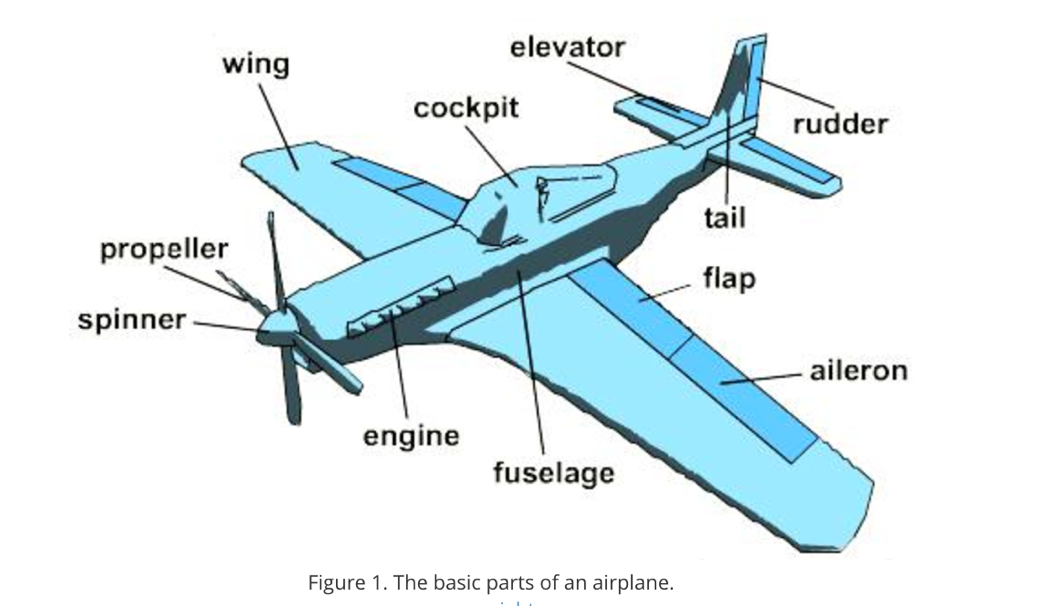 elevator
wing
cockpit
rudder
tail
propeller
flap
spinner
aileron
engine
fuselage
Figure 1. The basic parts of an airplane.